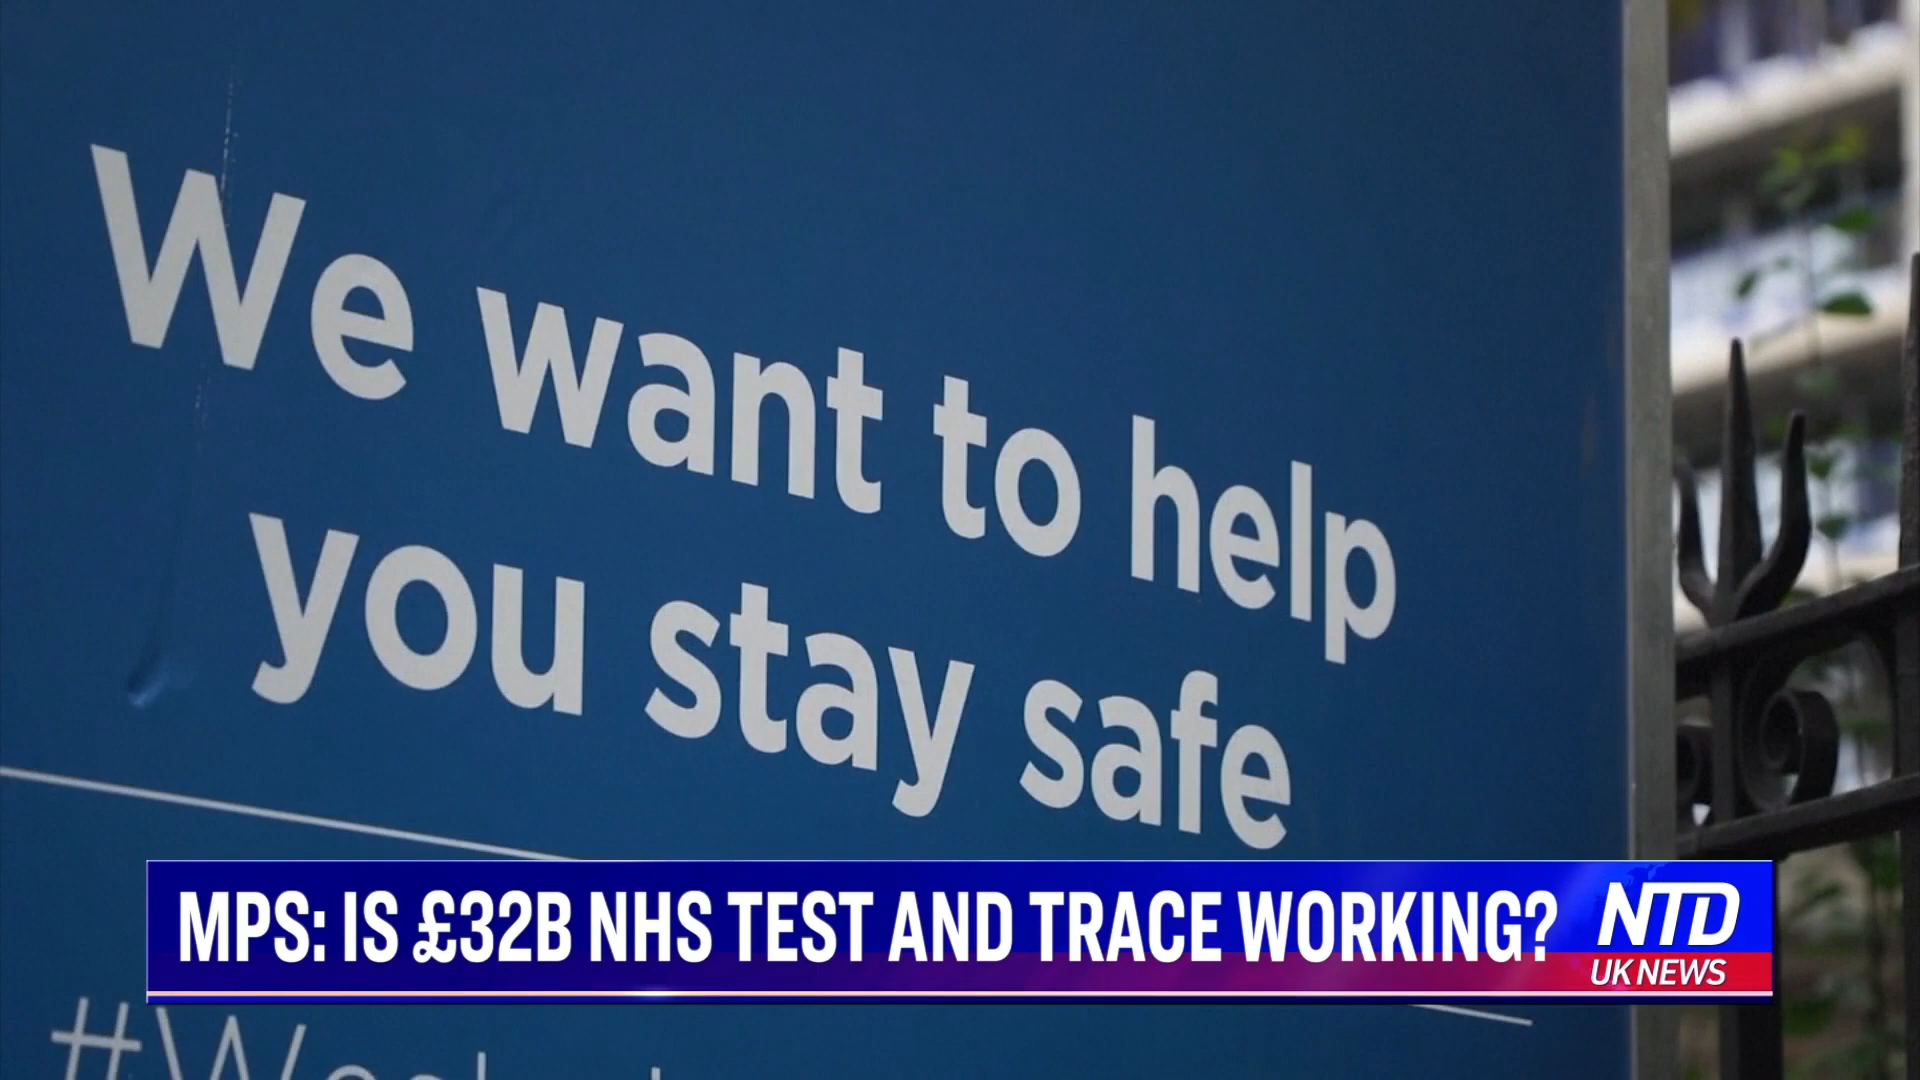 We want to help
you stay safe
MPS: IS £32B NHS TEST AND TRACE WORKING?
NTD
UK NEWS